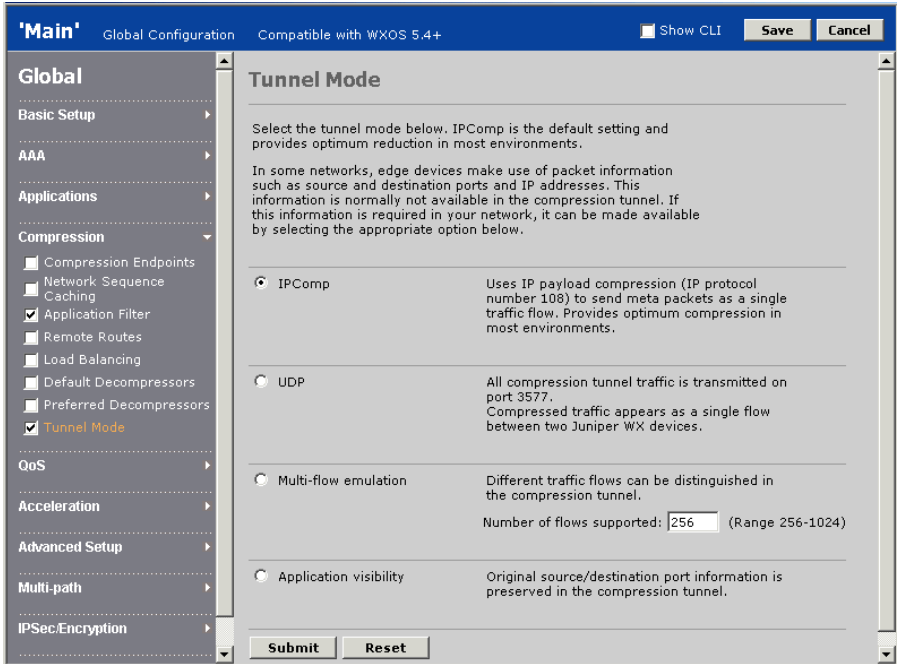 'Main' Global Configuration Compatible with WXOS 5.4+ Show CLI Save Cancel
Global
Basic Setup
AAA
Applications
Compression
Compression Endpoints
Network Sequence
Caching
Application Filter
Remote Routes
Load Balancing
Default Decompressors
Preferred Decompressors
Tunnel Mode
QoS
Acceleration
Advanced Setup
Multi-path
IPSec/Encryption
Tunnel Mode
Select the tunnel mode below. IPComp is the default setting and
provides optimum reduction in most environments.
In some networks, edge devices make use of packet information
such as source and destination ports and IP addresses. This
information is normally not available in the compression tunnel. If
this information is required in your network, it can be made available
by selecting the appropriate option below.
IPComp
Uses IP payload compression (IP protocol
number 108) to send meta packets as a single
traffic flow. Provides optimum compression in
most environments.
UDP
All compression tunnel traffic is transmitted on
port 3577.
Compressed traffic appears as a single flow
between two Juniper WX devices.
Multi-flow emulation
Different traffic flows can be distinguished in
the compression tunnel.
Number of flows supported: 256 (Range 256-1024)
Application visibility
Original source/destination port information is
preserved in the compression tunnel.
Submit Reset